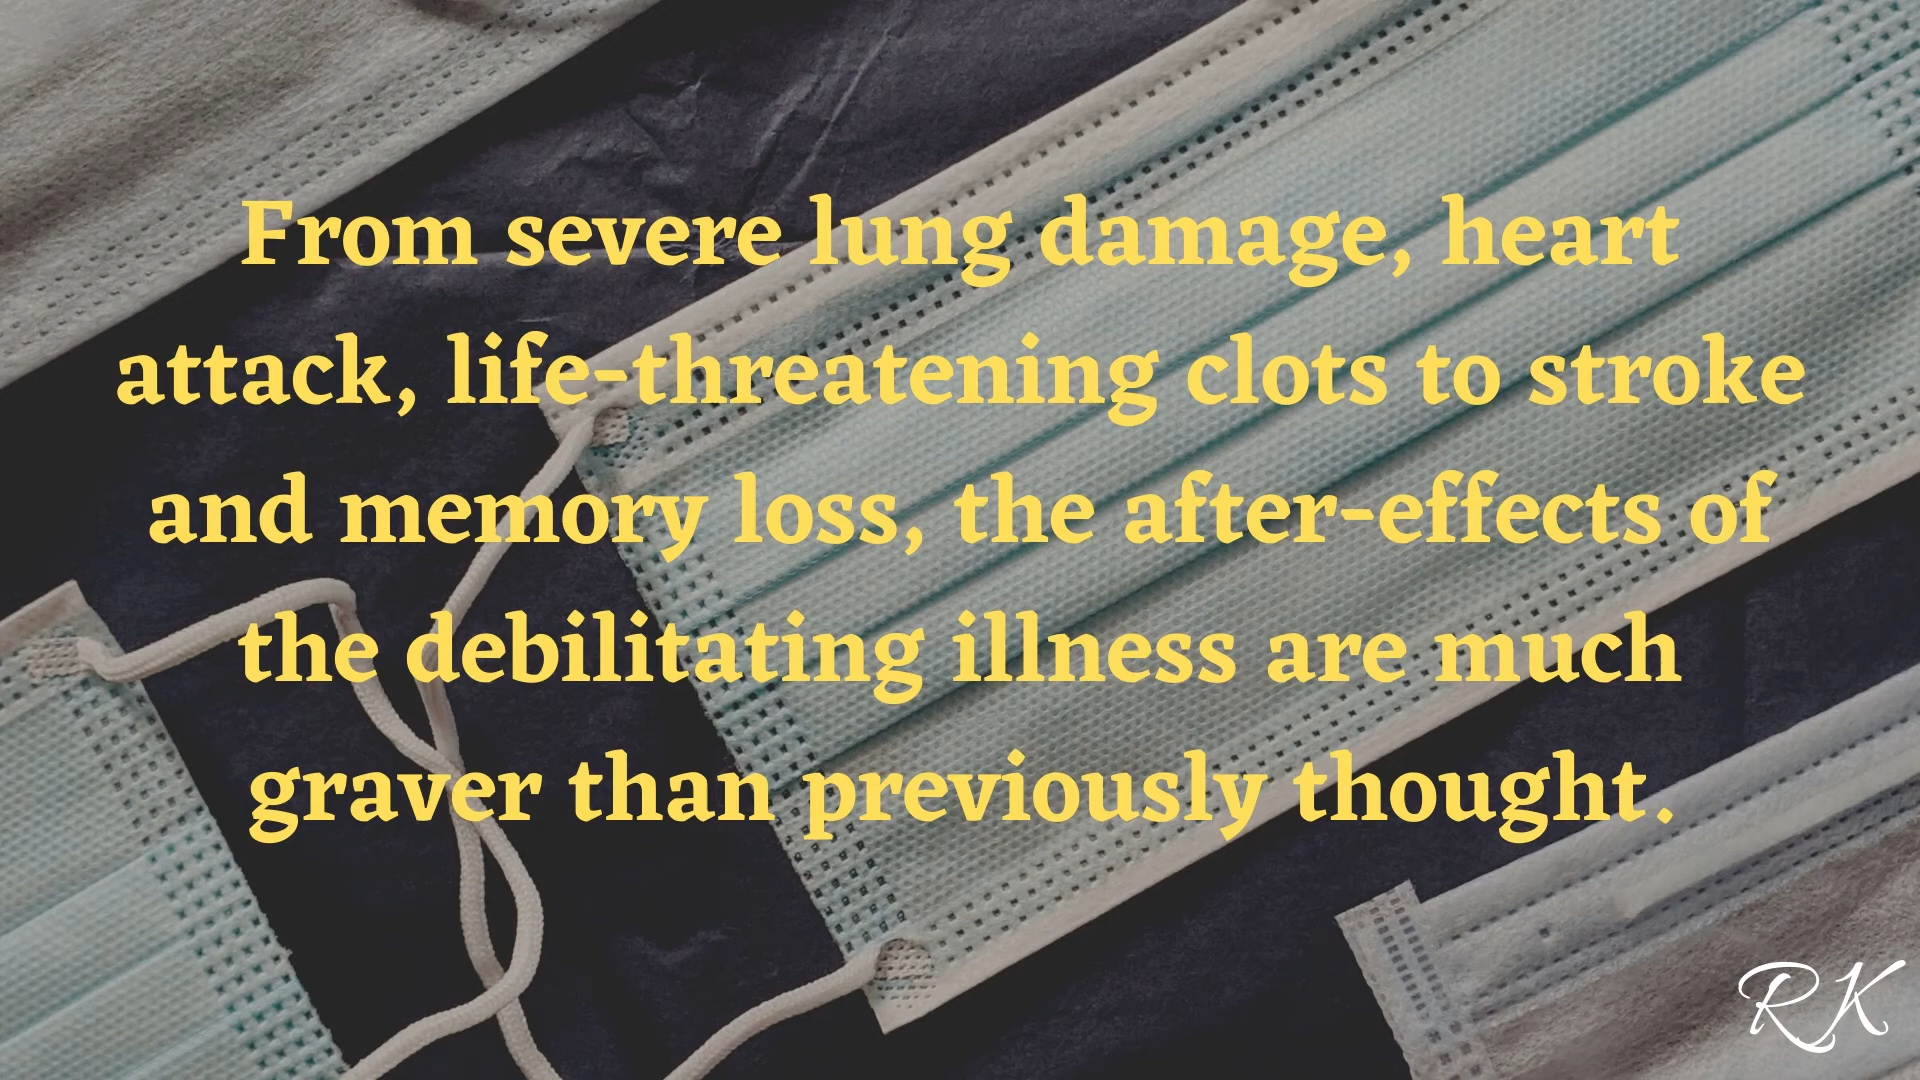 From severe lung damage, heart
attack, life-threatening clots to stroke
and memory loss, the after-effects of
the debilitating illness are much
graver than previously thought.
RK